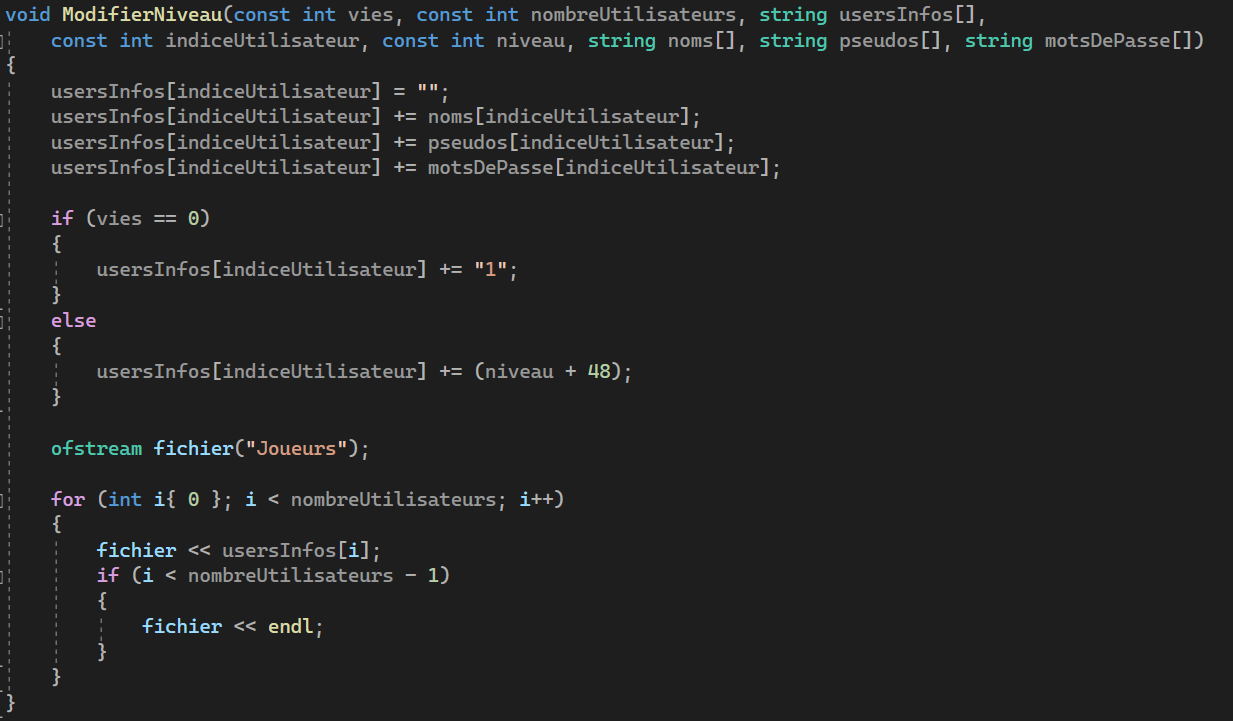 void ModifierNiveau(const int vies, const int nombreUtilisateurs, string usersInfos[],
    const int indiceUtilisateur, const int niveau, string noms[], string pseudos[], string motsDePasse[])
{
    usersInfos[indiceUtilisateur] = "";
    usersInfos[indiceUtilisateur] += noms[indiceUtilisateur];
    usersInfos[indiceUtilisateur] += pseudos[indiceUtilisateur];
    usersInfos[indiceUtilisateur] += motsDePasse[indiceUtilisateur];

    if (vies == 0)
    {
        usersInfos[indiceUtilisateur] += "1";
    }
    else
    {
        usersInfos[indiceUtilisateur] += (niveau + 48);
    }

    ofstream fichier("Joueurs");

    for (int i{ 0 }; i < nombreUtilisateurs; i++)
    {
        fichier << usersInfos[i];
        if (i < nombreUtilisateurs - 1)
        {
            fichier << endl;
        }
    }
}